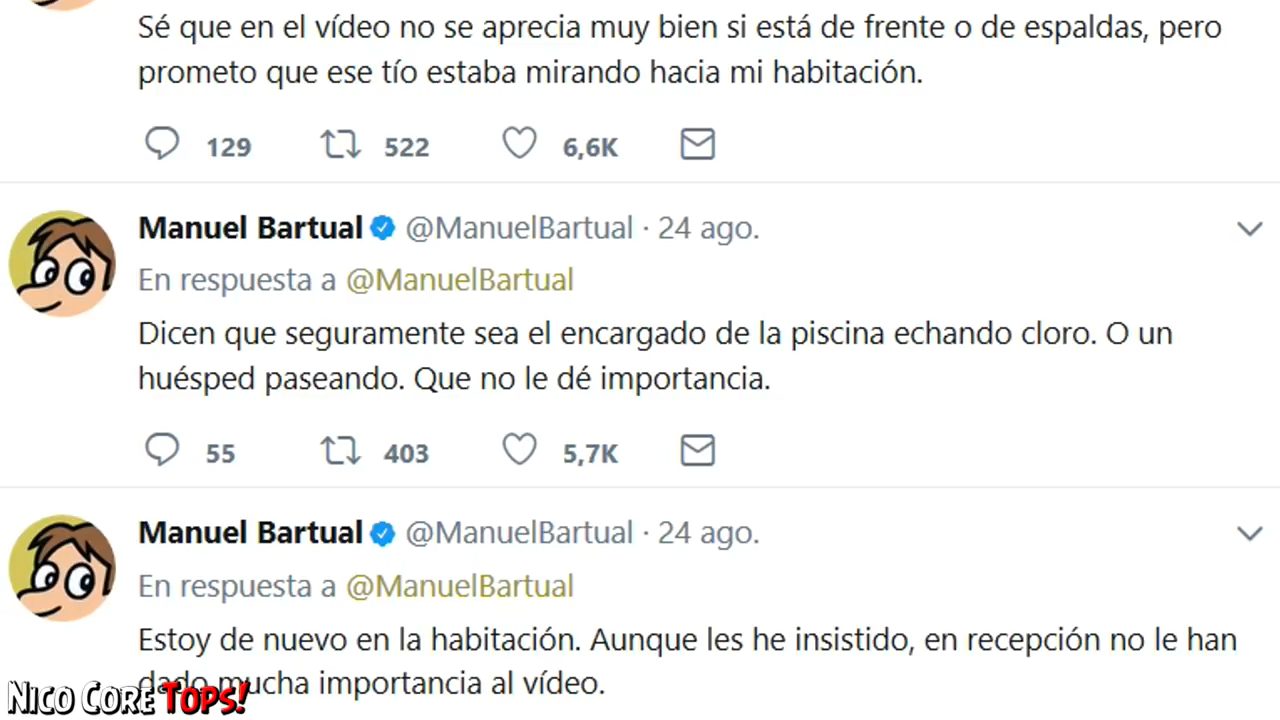 Sé que en el vídeo no se aprecia muy bien si está de frente o de espaldas, pero
prometo que ese tío estaba mirando hacia mi habitación.
129 522 6,6K
Manuel Bartual @ManuelBartual · 24 ago.
En respuesta a @ManuelBartual
Dicen que seguramente sea el encargado de la piscina echando cloro. O un
huésped paseando. Que no le dé importancia.
55 403 5,7K
Manuel Bartual @ManuelBartual · 24 ago.
En respuesta a @ManuelBartual
Estoy de nuevo en la habitación. Aunque les he insistido, en recepción no le han
dado mucha importancia al vídeo.
Nico Core Tops!